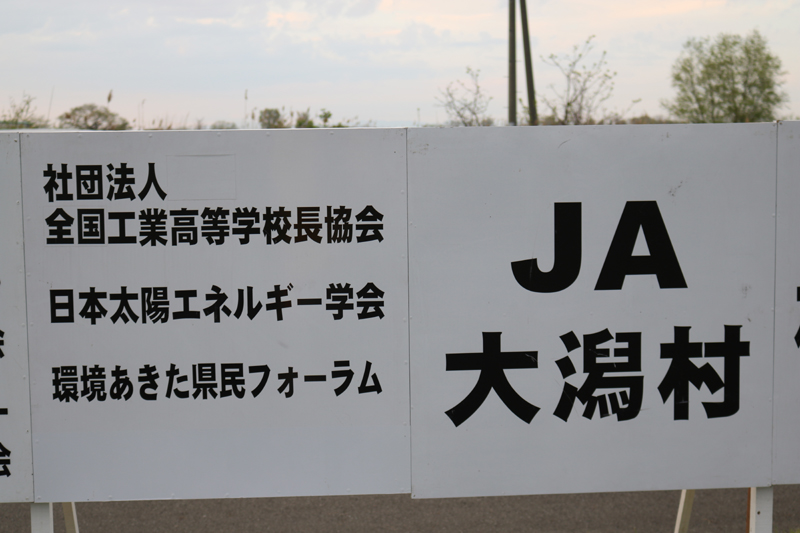 社団法人
全国工業高等学校長協会
日本太陽エネルギー学会
環境あきた県民フォーラム
JA
大潟村